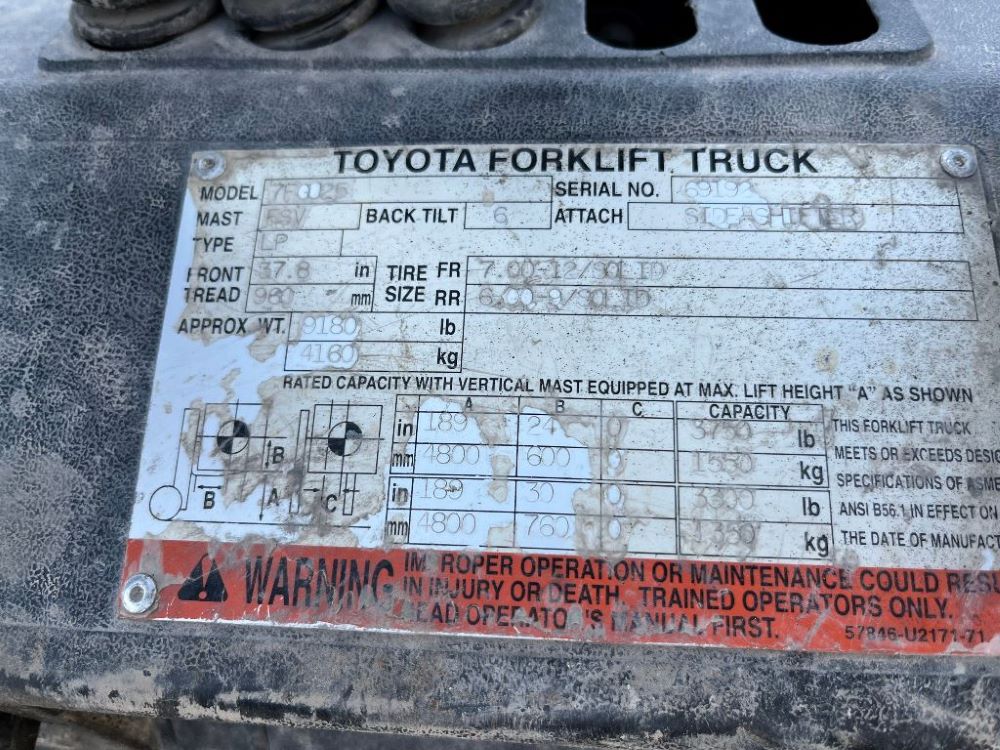 TOYOTA FORKLIFT TRUCK
MODEL SERIAL NO. 69192
MAST FSV BACK TILT 6 ATTACH SIDE SHIFTER
TYPE LP
FRONT TREAD 37.8 in 960 mm
TIRE SIZE FR 7.00-12/SOLID
RR 6.00-9/SOLID
APPROX WT. 9180 lb
4160 kg
RATED CAPACITY WITH VERTICAL MAST EQUIPPED AT MAX. LIFT HEIGHT "A" AS SHOWN
A B C CAPACITY
in 189 24 0 lb
mm 4800 600 0 kg
in 189 30 0 lb
mm 4800 760 0 kg
B
B A C
THIS FORKLIFT TRUCK
MEETS OR EXCEEDS DESIG
SPECIFICATIONS OF ASME
ANSI B56.1 IN EFFECT ON
THE DATE OF MANUFACT
WARNING
IMPROPER OPERATION OR MAINTENANCE COULD RESU
IN INJURY OR DEATH. TRAINED OPERATORS ONLY.
READ OPERATOR'S MANUAL FIRST.
57846-U2171-71